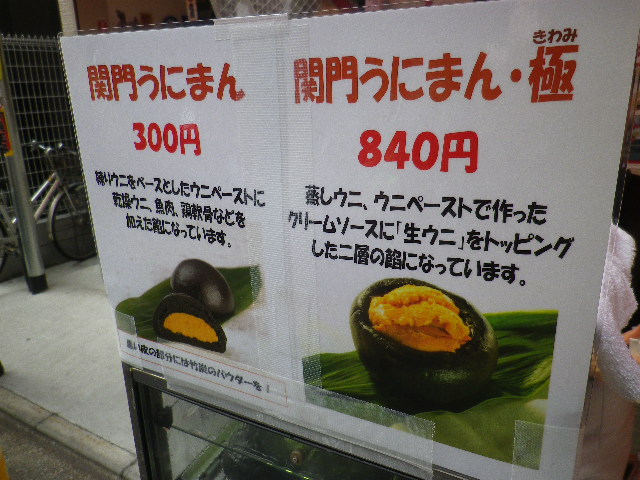 関門うにまん
300円
練りウニをベースとしたウニペーストに
乾燥ウニ、魚肉、鶏軟骨などを
加えた餡になっています。
黒い皮の部分には竹炭のパウダーを！
関門うにまん・極
きわみ
840円
蒸しウニ、ウニペーストで作った
クリームソースに「生ウニ」をトッピング
した二層の餡になっています。